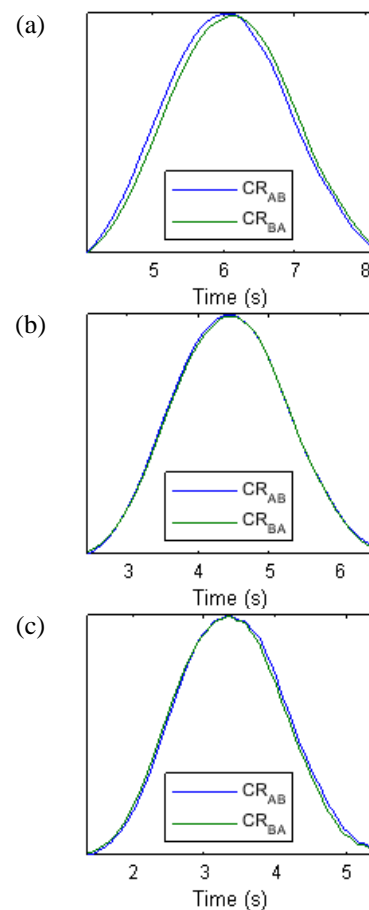 (a)
CR_AB
CR_BA
5 6 7 8
Time (s)
(b)
CR_AB
CR_BA
3 4 5 6
Time (s)
(c)
CR_AB
CR_BA
2 3 4 5
Time (s)